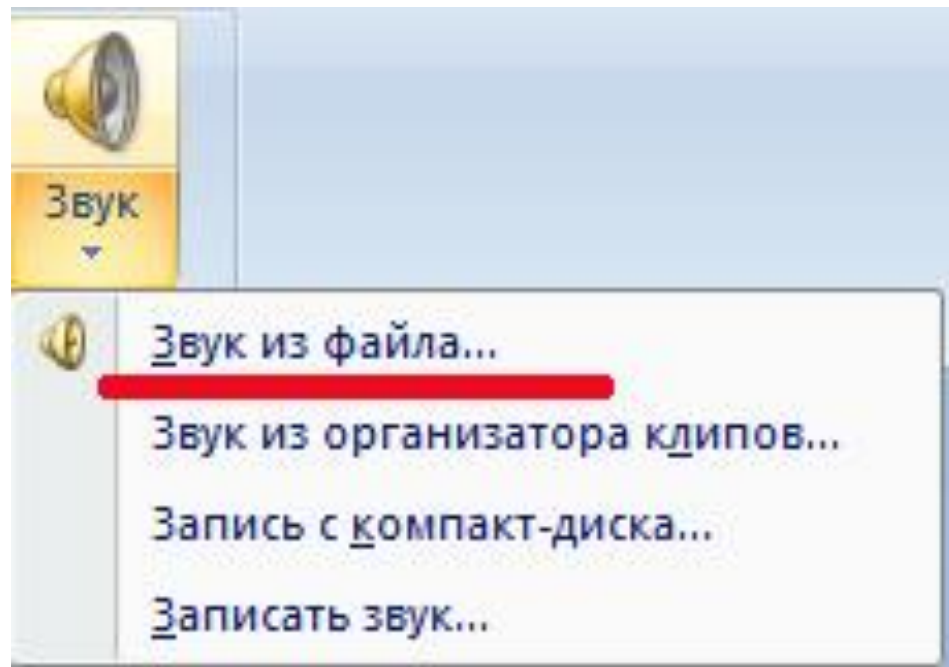 Звук
Звук из файла...
Звук из организатора клипов...
Запись с компакт-диска...
Записать звук...